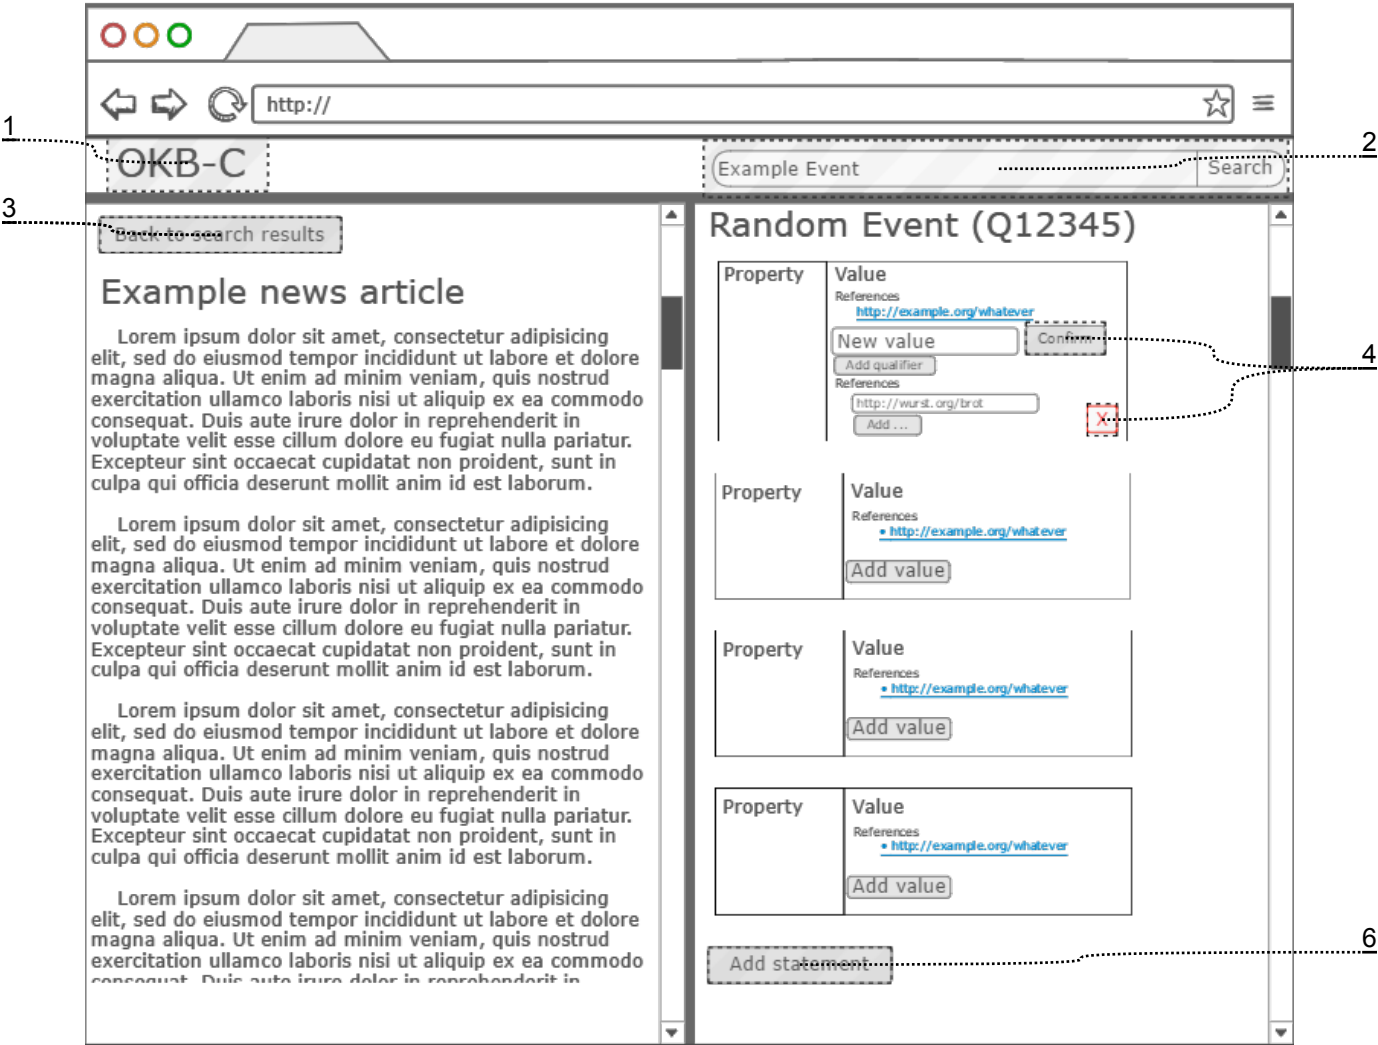 http://
1
OKB-C
Example Event
Search
2
3
Back to search results
Example news article
Lorem ipsum dolor sit amet, consectetur adipisicing
elit, sed do eiusmod tempor incididunt ut labore et dolore
magna aliqua. Ut enim ad minim veniam, quis nostrud
exercitation ullamco laboris nisi ut aliquip ex ea commodo
consequat. Duis aute irure dolor in reprehenderit in
voluptate velit esse cillum dolore eu fugiat nulla pariatur.
Excepteur sint occaecat cupidatat non proident, sunt in
culpa qui officia deserunt mollit anim id est laborum.
Lorem ipsum dolor sit amet, consectetur adipisicing
elit, sed do eiusmod tempor incididunt ut labore et dolore
magna aliqua. Ut enim ad minim veniam, quis nostrud
exercitation ullamco laboris nisi ut aliquip ex ea commodo
consequat. Duis aute irure dolor in reprehenderit in
voluptate velit esse cillum dolore eu fugiat nulla pariatur.
Excepteur sint occaecat cupidatat non proident, sunt in
culpa qui officia deserunt mollit anim id est laborum.
Lorem ipsum dolor sit amet, consectetur adipisicing
elit, sed do eiusmod tempor incididunt ut labore et dolore
magna aliqua. Ut enim ad minim veniam, quis nostrud
exercitation ullamco laboris nisi ut aliquip ex ea commodo
consequat. Duis aute irure dolor in reprehenderit in
voluptate velit esse cillum dolore eu fugiat nulla pariatur.
Excepteur sint occaecat cupidatat non proident, sunt in
culpa qui officia deserunt mollit anim id est laborum.
Lorem ipsum dolor sit amet, consectetur adipisicing
elit, sed do eiusmod tempor incididunt ut labore et dolore
magna aliqua. Ut enim ad minim veniam, quis nostrud
exercitation ullamco laboris nisi ut aliquip ex ea commodo
consequat. Duis aute irure dolor in reprehenderit in
Random Event (Q12345)
Property
Value
References
http://example.org/whatever
New value
Confirm
Add qualifier
References
http://wurst.org/brot
Add ...
X
4
Property
Value
References
• http://example.org/whatever
Add value
Property
Value
References
• http://example.org/whatever
Add value
Property
Value
References
• http://example.org/whatever
Add value
Add statement
6